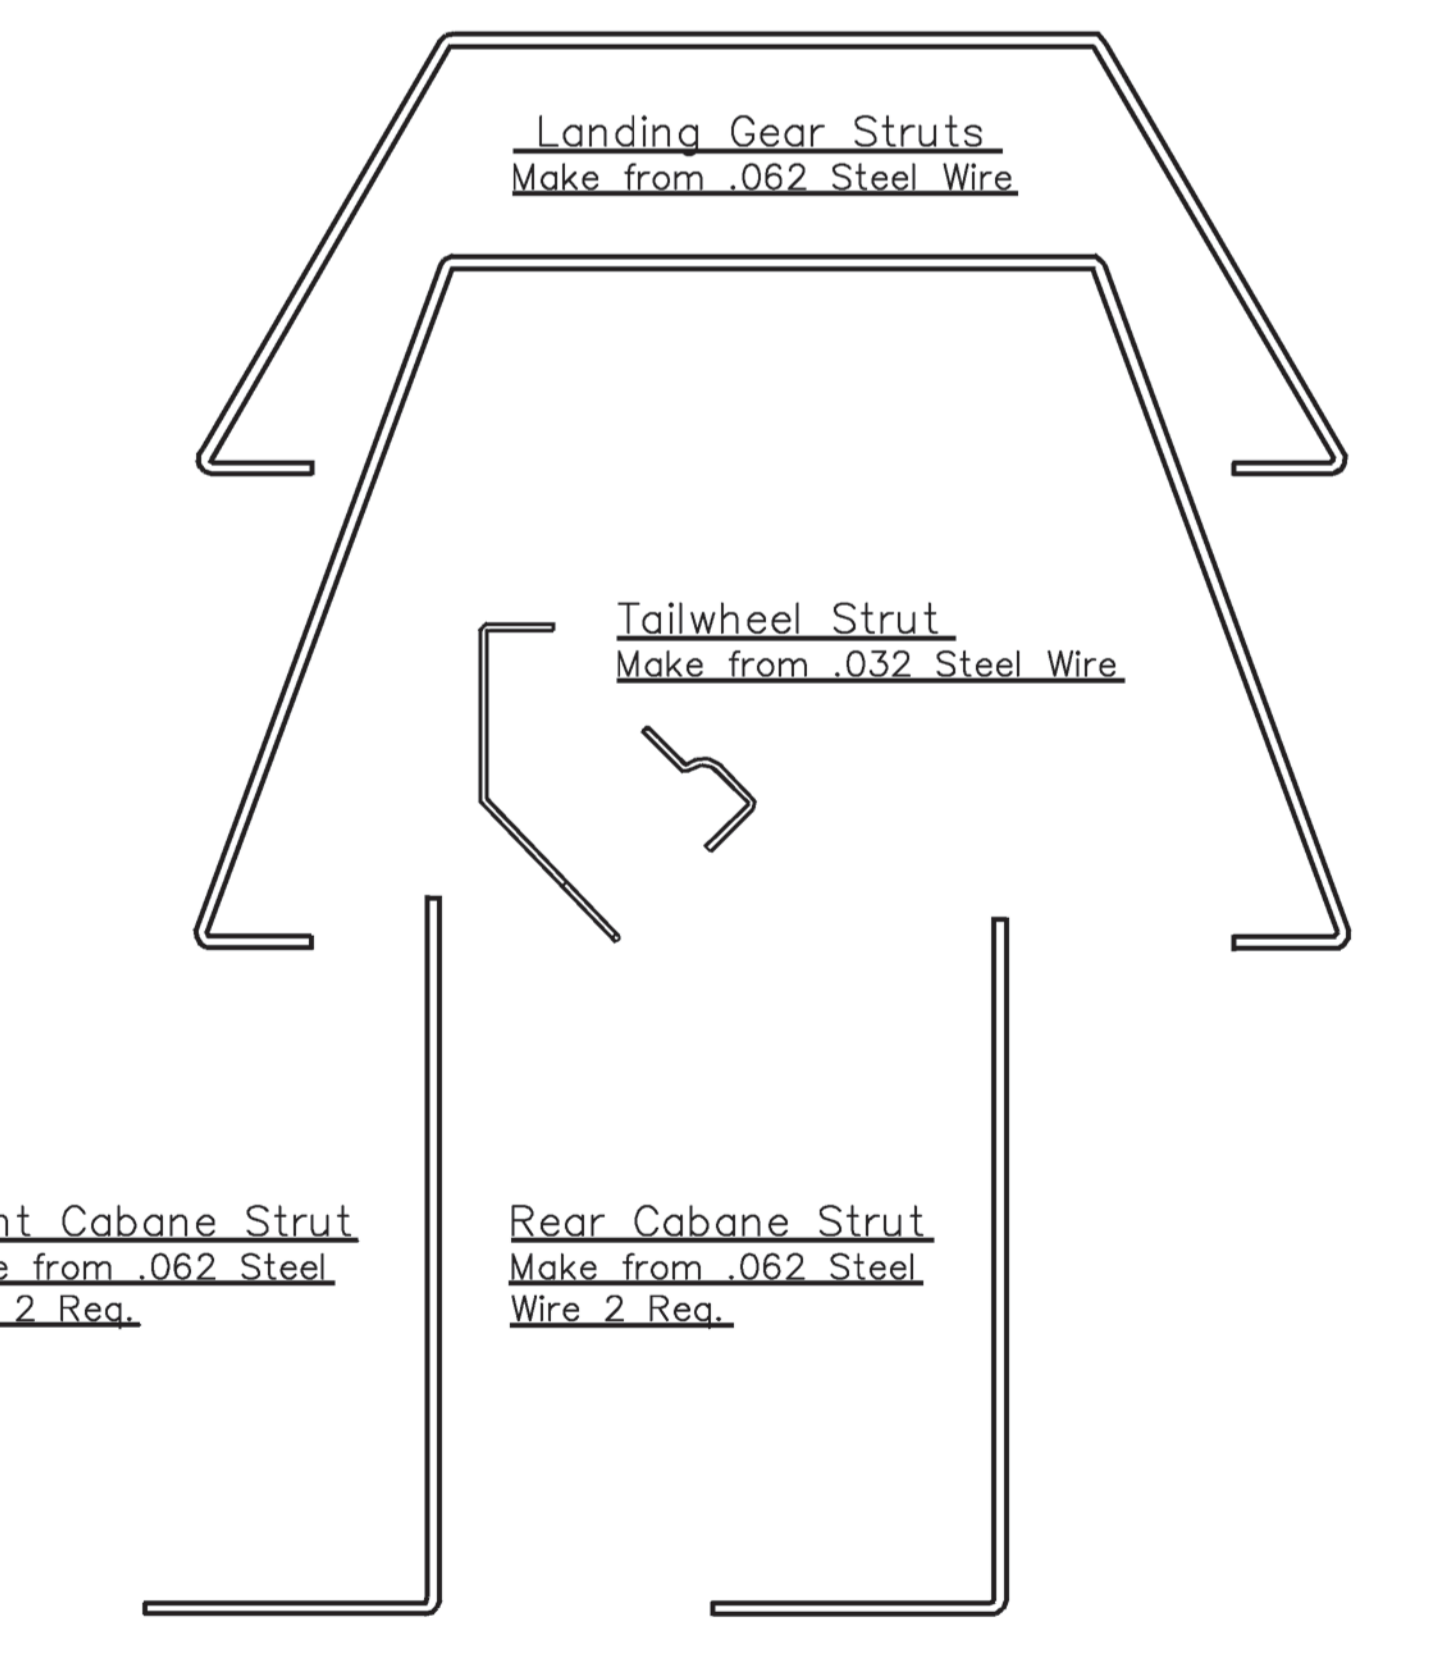 Landing Gear Struts
Make from .062 Steel Wire
Tailwheel Strut
Make from .032 Steel Wire
Cabane Strut
from .062 Steel
2 Req.
Rear Cabane Strut
Make from .062 Steel
Wire 2 Req.